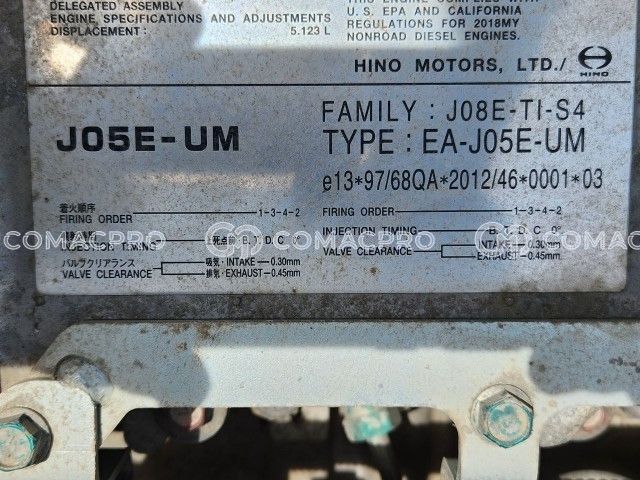 DELEGATED ASSEMBLY
ENGINE, SPECIFICATIONS AND ADJUSTMENTS
DISPLACEMENT: 5.123 L
THIS ENGINE COMPLIES WITH
U.S. EPA AND CALIFORNIA
REGULATIONS FOR 2018MY
NONROAD DIESEL ENGINES.
HINO MOTORS, LTD./ HINO
J05E-UM
FAMILY : J08E-TI-S4
TYPE : EA-J05E-UM
e13*97/68QA*2012/46*0001*03
着火順序
FIRING ORDER 1-3-4-2
INJECTION TIMING 上死点前・B.T.D.C
バルブクリアランス 吸気・INTAKE - 0.30mm
VALVE CLEARANCE 排気・EXHAUST - 0.45mm
FIRING ORDER 1-3-4-2
INJECTION TIMING B.T.D.C 0°
VALVE CLEARANCE INTAKE - 0.30mm
EXHAUST - 0.45mm
COMACPRO COMACPRO COMACPRO